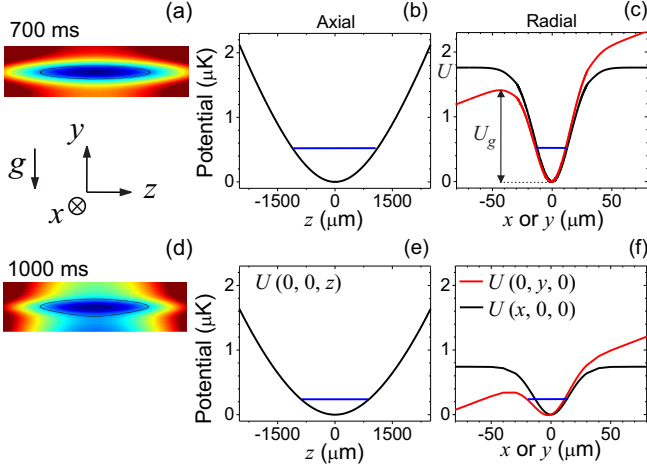 (a)
700 ms
g
y
z
x
(b)
Axial
Potential (μK)
2
1
0
-1500
0
1500
z (μm)
(c)
Radial
2
U
1
0
U_g
-50
0
50
x or y (μm)
(d)
1000 ms
(e)
U(0, 0, z)
Potential (μK)
2
1
0
-1500
0
1500
z (μm)
(f)
U(0, y, 0)
U(x, 0, 0)
2
1
0
-50
0
50
x or y (μm)